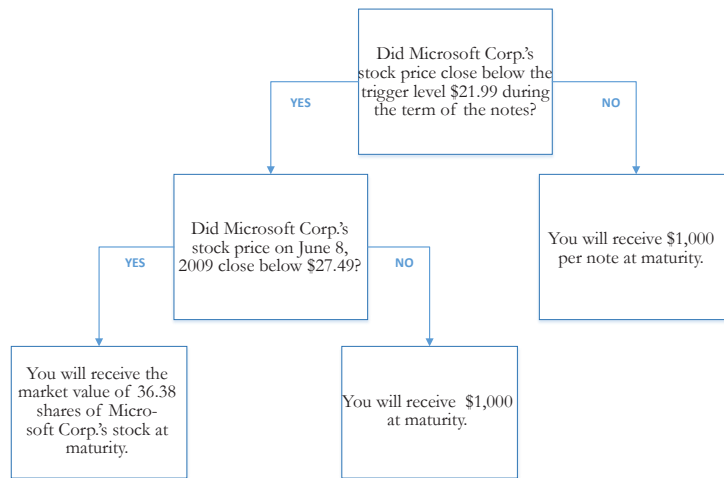 Did Microsoft Corp.'s
stock price close below the
trigger level $21.99 during
the term of the notes?
YES
NO
Did Microsoft Corp.'s
stock price on June 8,
2009 close below $27.49?
You will receive $1,000
per note at maturity.
YES
NO
You will receive the
market value of 36.38
shares of Micro-
soft Corp.'s stock at
maturity.
You will receive $1,000
at maturity.